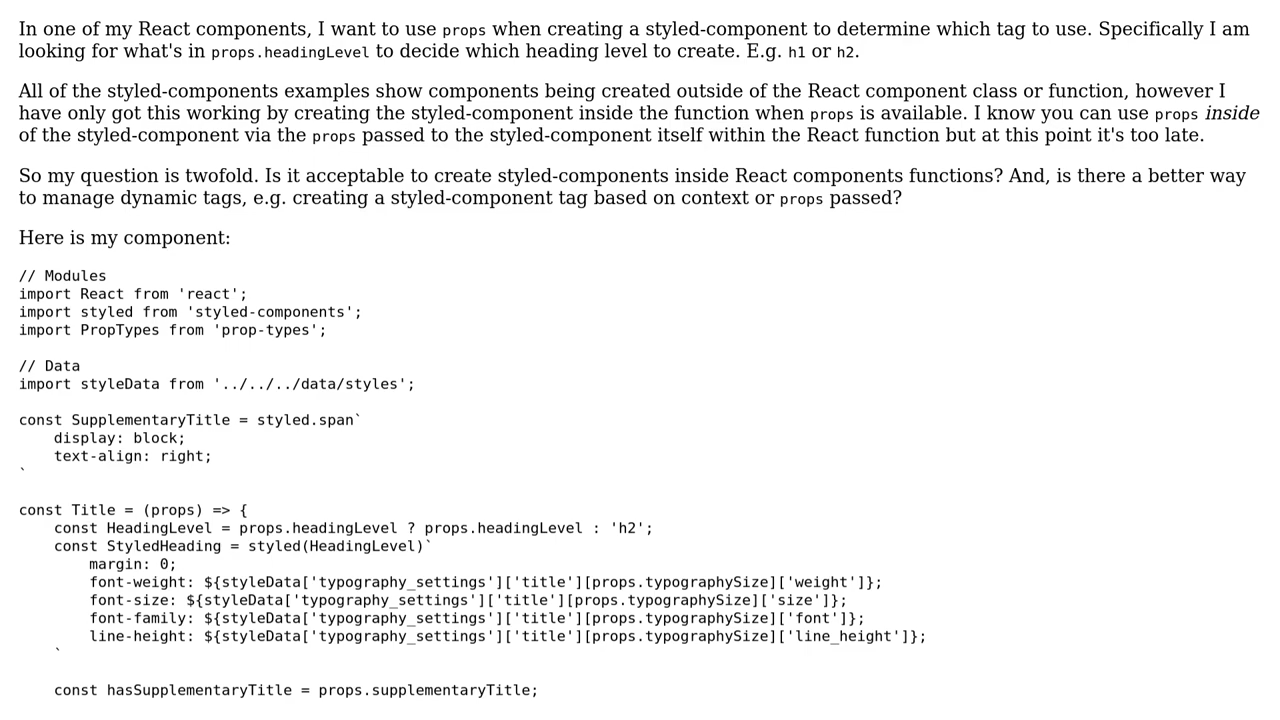 In one of my React components, I want to use props when creating a styled-component to determine which tag to use. Specifically I am
looking for what's in props.headingLevel to decide which heading level to create. E.g. h1 or h2.
All of the styled-components examples show components being created outside of the React component class or function, however I
have only got this working by creating the styled-component inside the function when props is available. I know you can use props inside
of the styled-component via the props passed to the styled-component itself within the React function but at this point it's too late.
So my question is twofold. Is it acceptable to create styled-components inside React components functions? And, is there a better way
to manage dynamic tags, e.g. creating a styled-component tag based on context or props passed?
Here is my component:
// Modules
import React from 'react';
import styled from 'styled-components';
import PropTypes from 'prop-types';
// Data
import styleData from '../../../data/styles';
const SupplementaryTitle = styled.span`
    display: block;
    text-align: right;
`
const Title = (props) => {
    const HeadingLevel = props.headingLevel ? props.headingLevel : 'h2';
    const StyledHeading = styled(HeadingLevel)`
        margin: 0;
        font-weight: ${styleData['typography_settings']['title'][props.typographySize]['weight']};
        font-size: ${styleData['typography_settings']['title'][props.typographySize]['size']};
        font-family: ${styleData['typography_settings']['title'][props.typographySize]['font']};
        line-height: ${styleData['typography_settings']['title'][props.typographySize]['line_height']};
    `
    const hasSupplementaryTitle = props.supplementaryTitle;